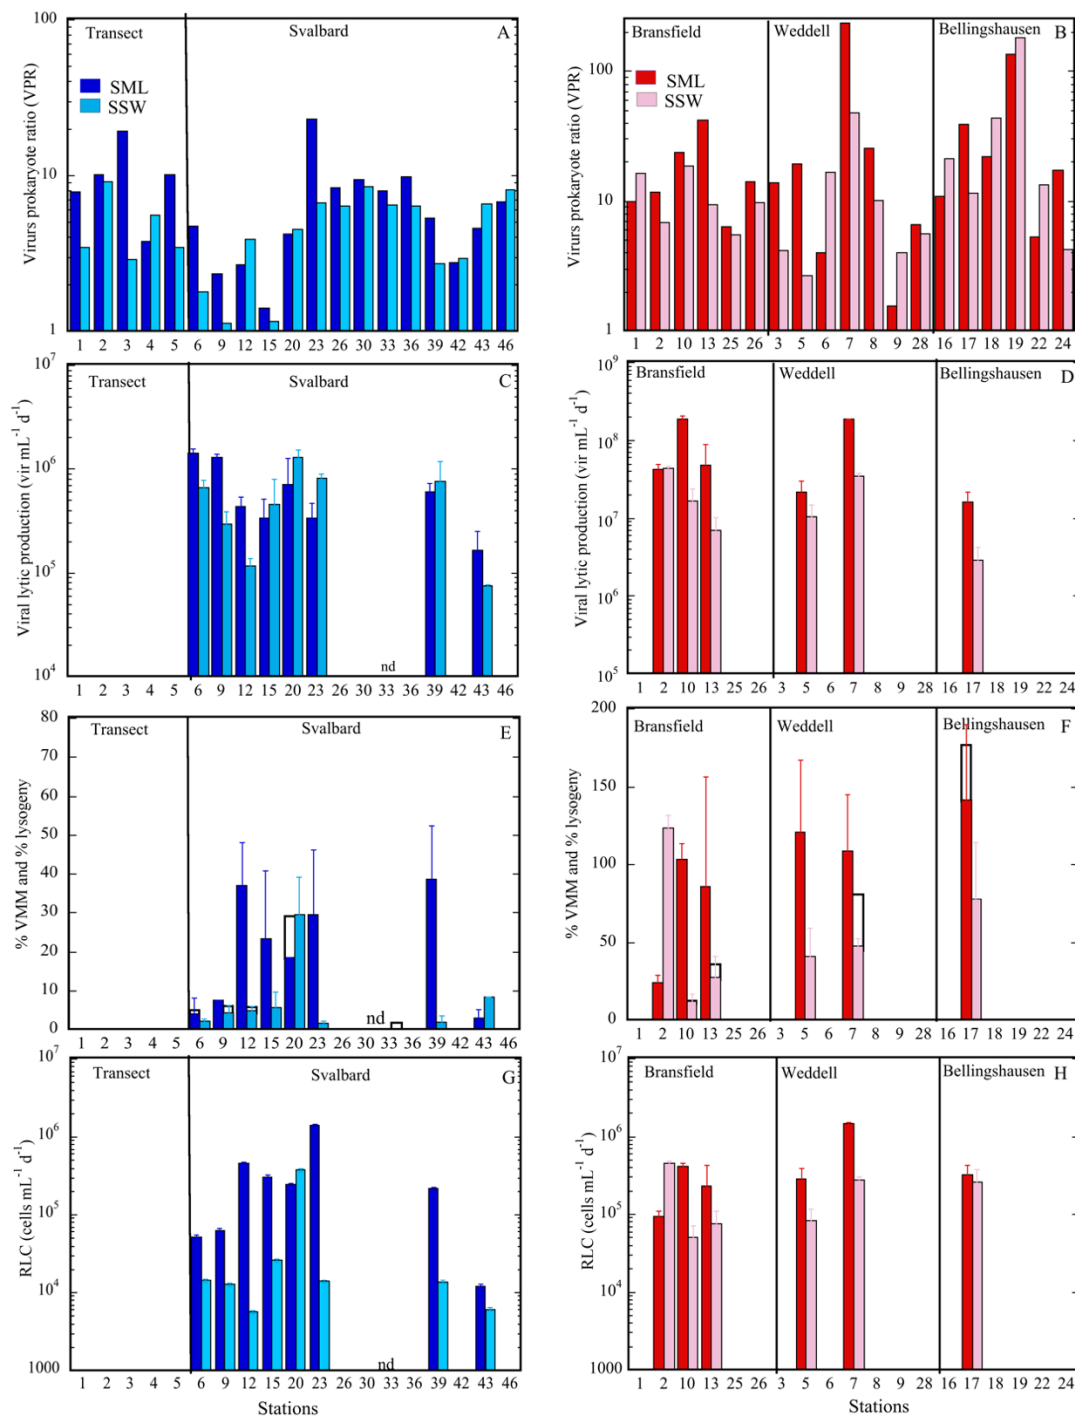 Transect Svalbard A
SML
SSW
100
10
1
Virurs prokaryote ratio (VPR)
1 2 3 4 5 6 9 12 15 20 23 26 30 33 36 39 42 43 46
Bransfield Weddell Bellingshausen B
SML
SSW
100
10
1
Virurs prokaryote ratio (VPR)
1 2 10 13 25 26 3 5 6 7 8 9 28 16 17 18 19 22 24
Transect Svalbard C
10⁷
10⁶
10⁵
10⁴
Viral lytic production (vir mL⁻¹ d⁻¹)
nd
1 2 3 4 5 6 9 12 15 20 23 26 30 33 36 39 42 43 46
Bransfield Weddell Bellingshausen D
10⁹
10⁸
10⁷
10⁶
10⁵
Viral lytic production (vir mL⁻¹ d⁻¹)
1 2 10 13 25 26 3 5 6 7 8 9 28 16 17 18 19 22 24
Transect Svalbard E
80
70
60
50
40
30
20
10
0
% VMM and % lysogeny
nd
1 2 3 4 5 6 9 12 15 20 23 26 30 33 36 39 42 43 46
Bransfield Weddell Bellingshausen F
200
150
100
50
0
% VMM and % lysogeny
1 2 10 13 25 26 3 5 6 7 8 9 28 16 17 18 19 22 24
Transect Svalbard G
10⁷
10⁶
10⁵
10⁴
1000
RLC (cells mL⁻¹ d⁻¹)
nd
1 2 3 4 5 6 9 12 15 20 23 26 30 33 36 39 42 43 46
Stations
Bransfield Weddell Bellingshausen H
10⁷
10⁶
10⁵
10⁴
1000
RLC (cells mL⁻¹ d⁻¹)
1 2 10 13 25 26 3 5 6 7 8 9 28 16 17 18 19 22 24
Stations